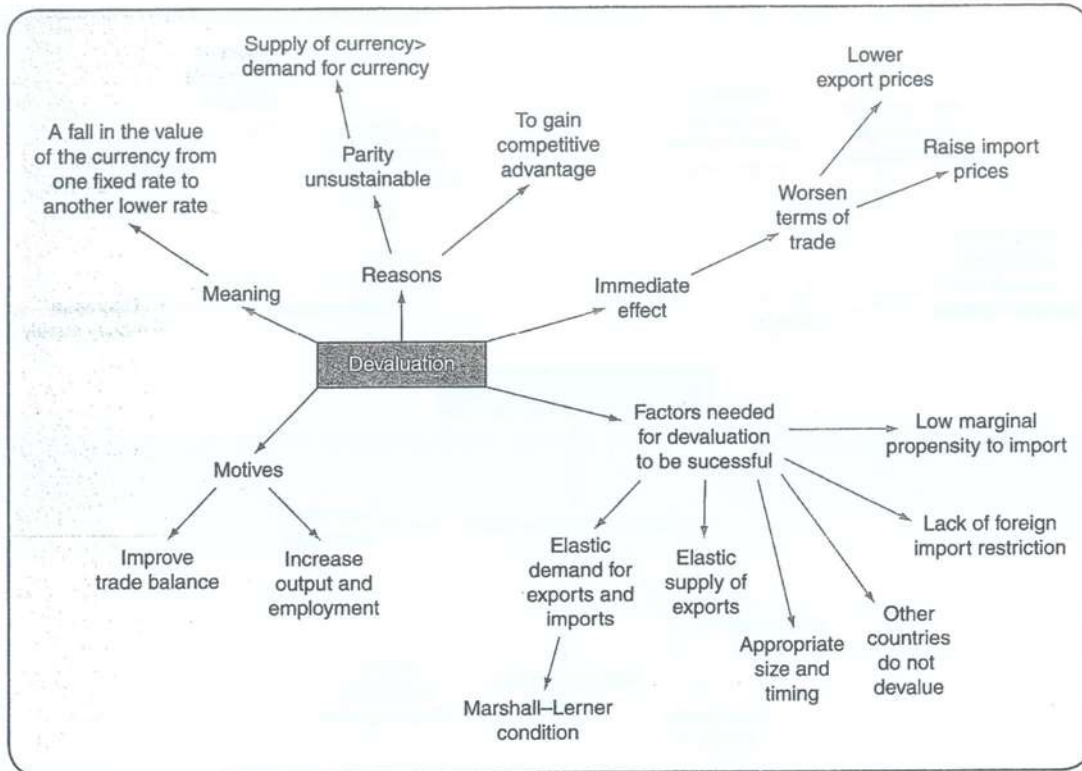 Supply of currency>
demand for currency
Lower
export prices
A fall in the value
of the currency from
one fixed rate to
another lower rate
Parity
unsustainable
To gain
competitive
advantage
Raise import
prices
Worsen
terms of
trade
Meaning
Reasons
Immediate
effect
Devaluation
Factors needed
for devaluation
to be sucessful
Low marginal
propensity to import
Motives
Lack of foreign
import restriction
Improve
trade balance
Increase
output and
employment
Elastic
demand for
exports and
imports
Elastic
supply of
exports
Appropriate
size and
timing
Other
countries
do not
devalue
Marshall–Lerner
condition